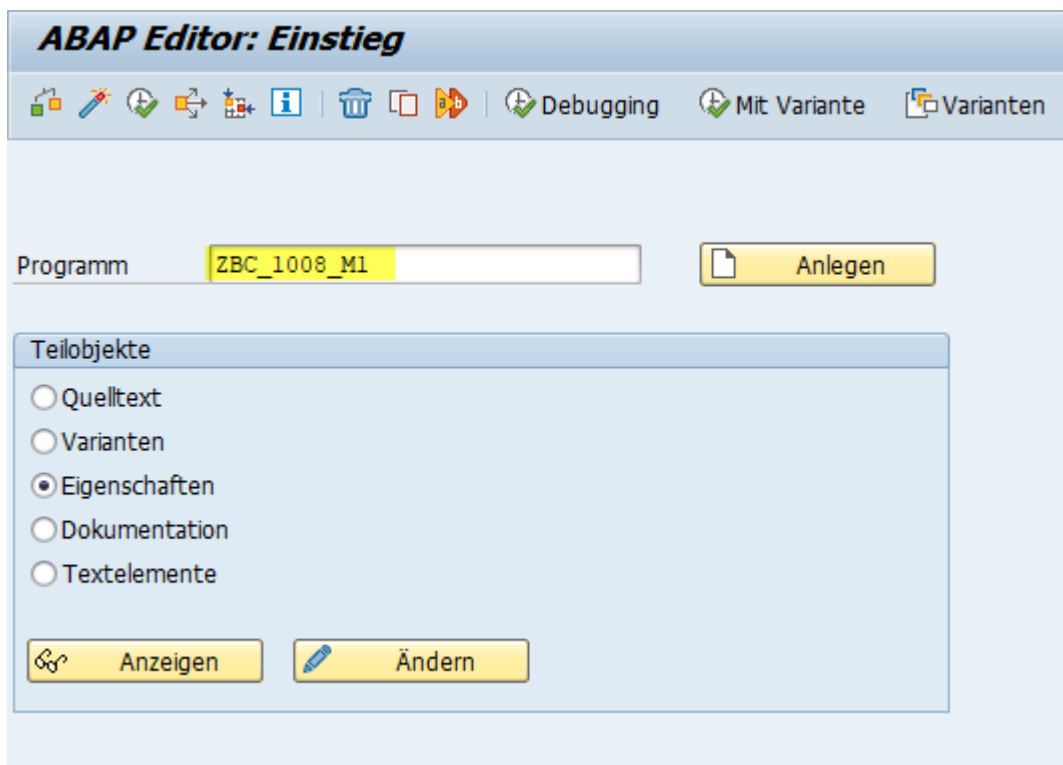 ABAP Editor: Einstieg
Debugging Mit Variante Varianten
Programm ZBC_1008_M1 Anlegen
Teilobjekte
Quelltext
Varianten
Eigenschaften
Dokumentation
Textelemente
Anzeigen Ändern